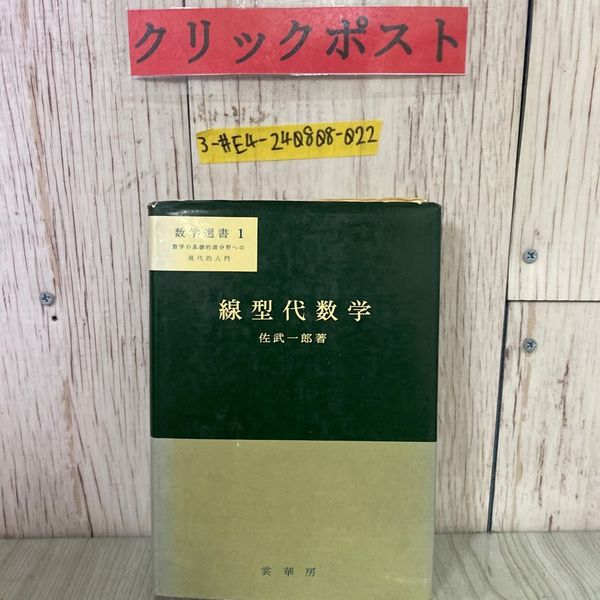 クリックポスト
3-#E4-240808-022
数学選書 1
数学の基礎的諸分野への
現代的入門
線型代数学
佐武一郎著
裳華房